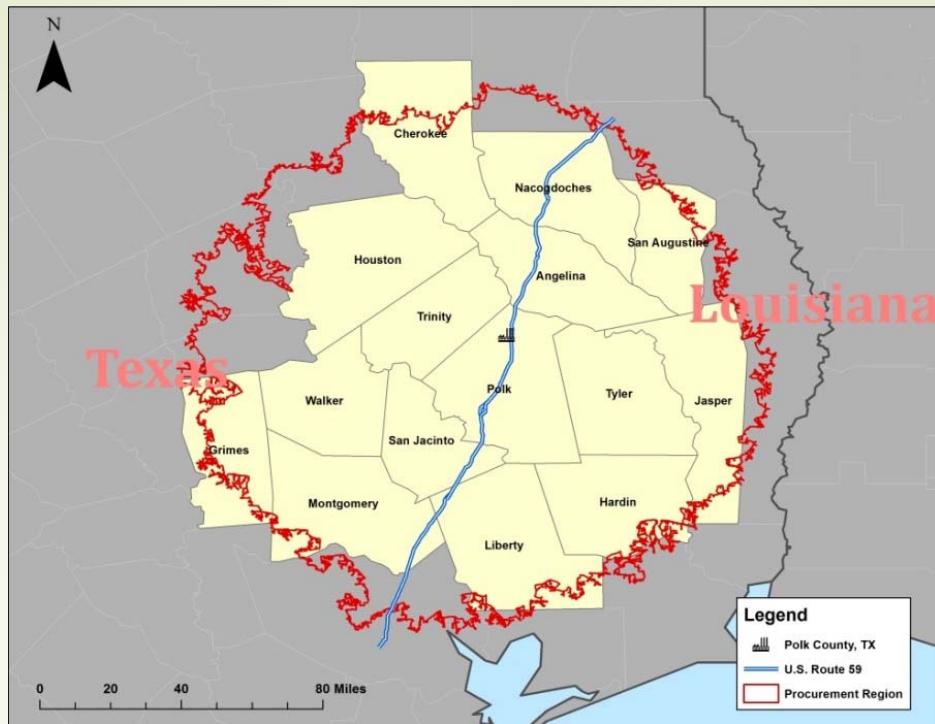 N
Cherokee
Nacogdoches
San Augustine
Houston
Angelina
Louisiana
Trinity
Texas
Polk
Tyler
Walker
Jasper
San Jacinto
Grimes
Montgomery
Hardin
Liberty
Legend
Polk County, TX
U.S. Route 59
Procurement Region
0 20 40 80 Miles